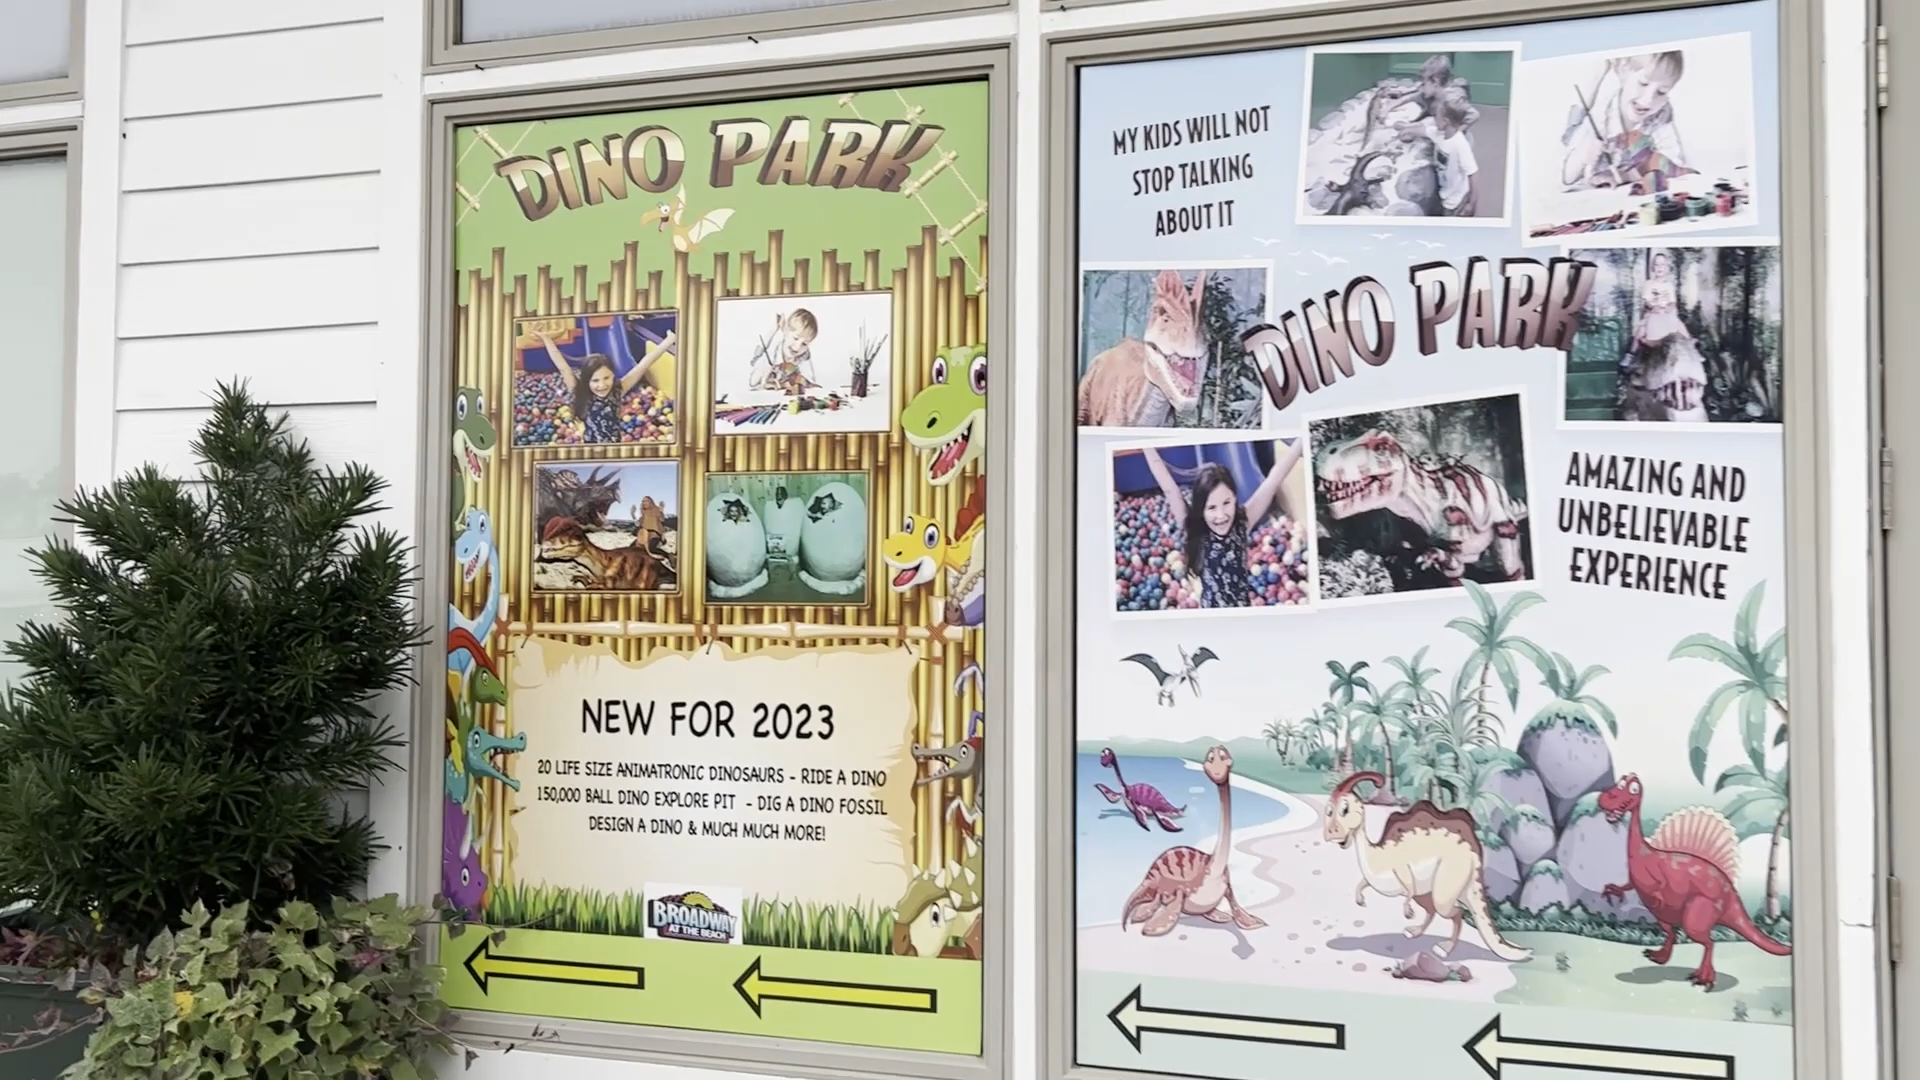 DINO PARK
NEW FOR 2023
20 LIFE SIZE ANIMATRONIC DINOSAURS - RIDE A DINO
150,000 BALL DINO EXPLORE PIT - DIG A DINO FOSSIL
DESIGN A DINO & MUCH MUCH MORE!
BROADWAY
AT THE BEACH
MY KIDS WILL NOT
STOP TALKING
ABOUT IT
DINO PARK
AMAZING AND
UNBELIEVABLE
EXPERIENCE